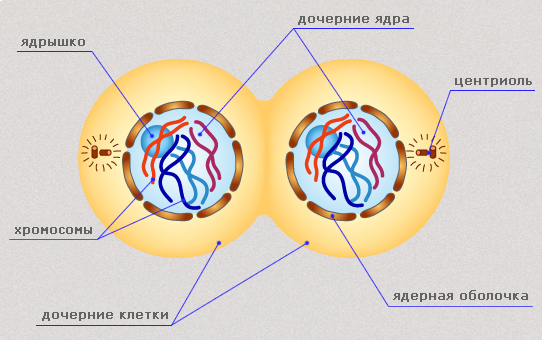 дочерние ядра
ядрышко
центриоль
хромосомы
ядерная оболочка
дочерние клетки